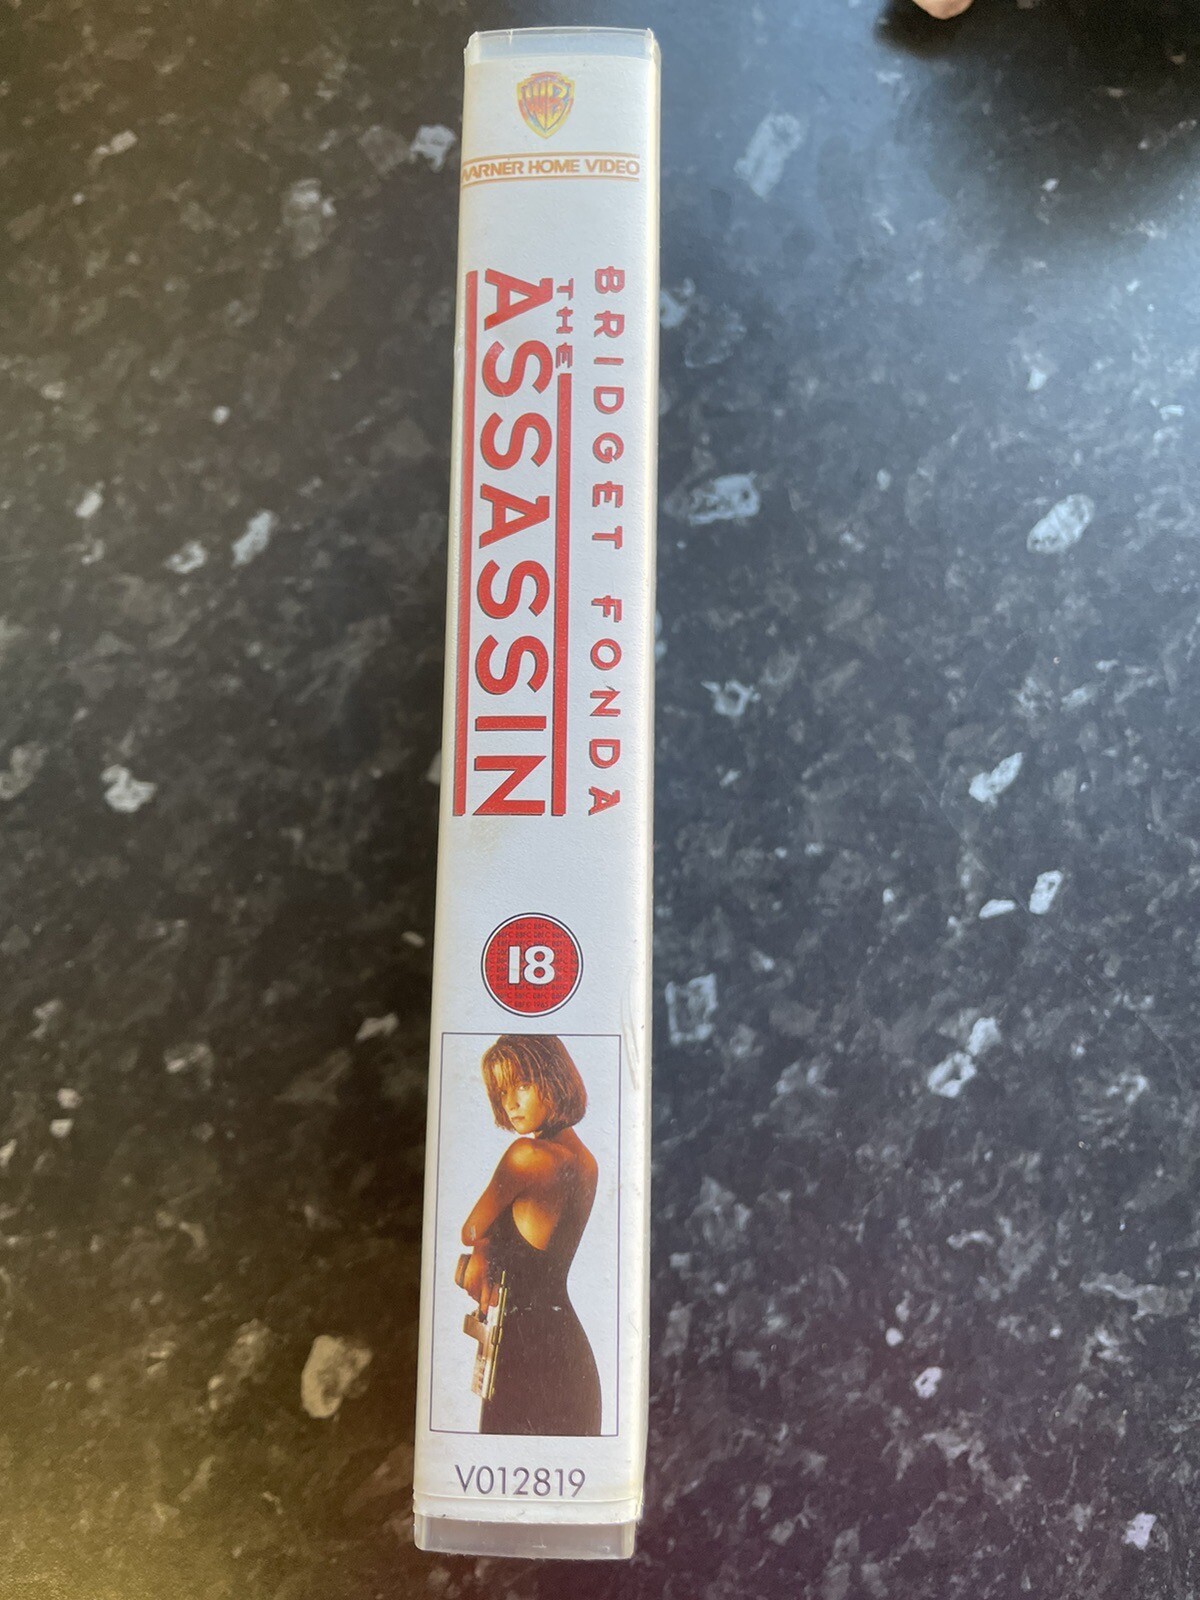 WB
WARNER HOME VIDEO
BRIDGET FONDA
THE
ASSASSIN
18
V012819